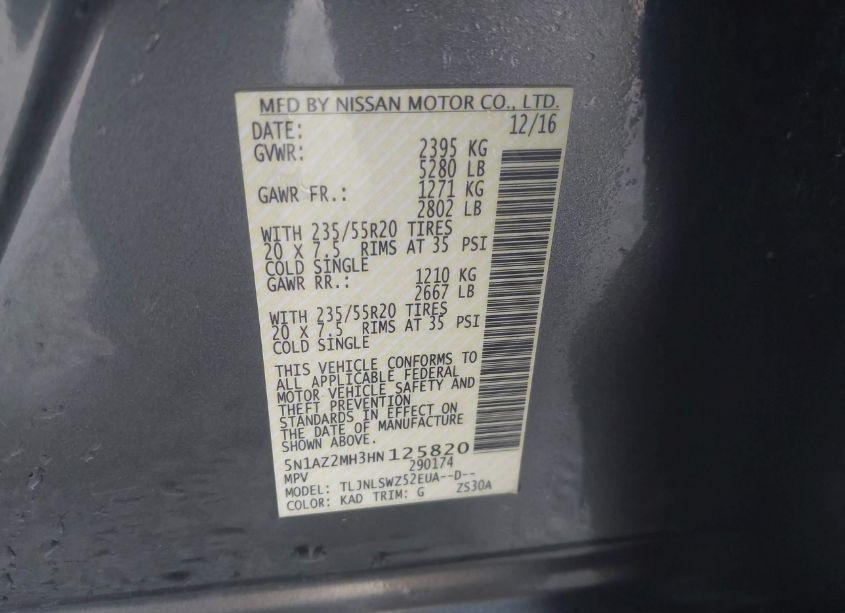 MFD BY NISSAN MOTOR CO., LTD.
DATE: 12/16
GVWR: 2395 KG
5280 LB
GAWR FR.: 1271 KG
2802 LB
WITH 235/55R20 TIRES
20 X 7.5 RIMS AT 35 PSI
COLD SINGLE
GAWR RR.: 1210 KG
2667 LB
WITH 235/55R20 TIRES
20 X 7.5 RIMS AT 35 PSI
COLD SINGLE
THIS VEHICLE CONFORMS TO
ALL APPLICABLE FEDERAL
MOTOR VEHICLE SAFETY AND
THEFT PREVENTION
STANDARDS IN EFFECT ON
THE DATE OF MANUFACTURE
SHOWN ABOVE.
5N1AZ2MH3HN125820
MPV 290174
MODEL: TLJNLSWZ52EUA--D--
COLOR: KAD TRIM: G ZS30A